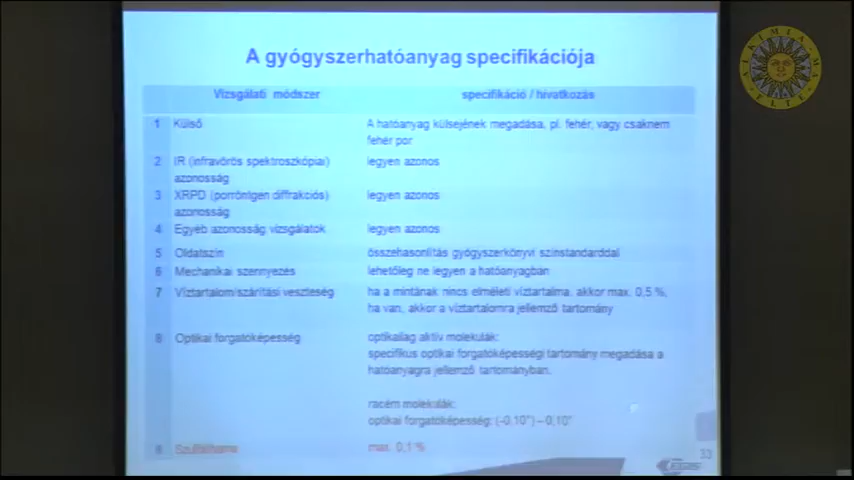 A gyógyszerhatóanyag specifikációja
Vizsgálati módszer specifikáció / hivatkozás
1 Külső A hatóanyag külsejének megadása, pl. fehér, vagy csaknem
fehér por
2 IR (infravörös spektroszkópiai) legyen azonos
azonosság
3 XRPD (porröntgen diffrakciós) legyen azonos
azonosság
4 Egyéb azonosság vizsgálatok legyen azonos
5 Oldatszín összehasonlítás gyógyszerkönyvi színstandarddal
6 Mechanikai szennyezés lehetőleg ne legyen a hatóanyagban
7 Víztartalom/szárítási veszteség ha a mintának nincs elméleti víztartalma, akkor max. 0,5 %,
ha van, akkor a víztartalomra jellemző tartomány
8 Optikai forgatóképesség optikailag aktív molekulák:
specifikus optikai forgatóképességi tartomány megadása a
hatóanyagra jellemző tartományban.
racém molekulák:
optikai forgatóképesség: (-0,10°) – 0,10°
9 Szulfáthamu max. 0,1 %
33
ALKÍMIA MA
ELTE